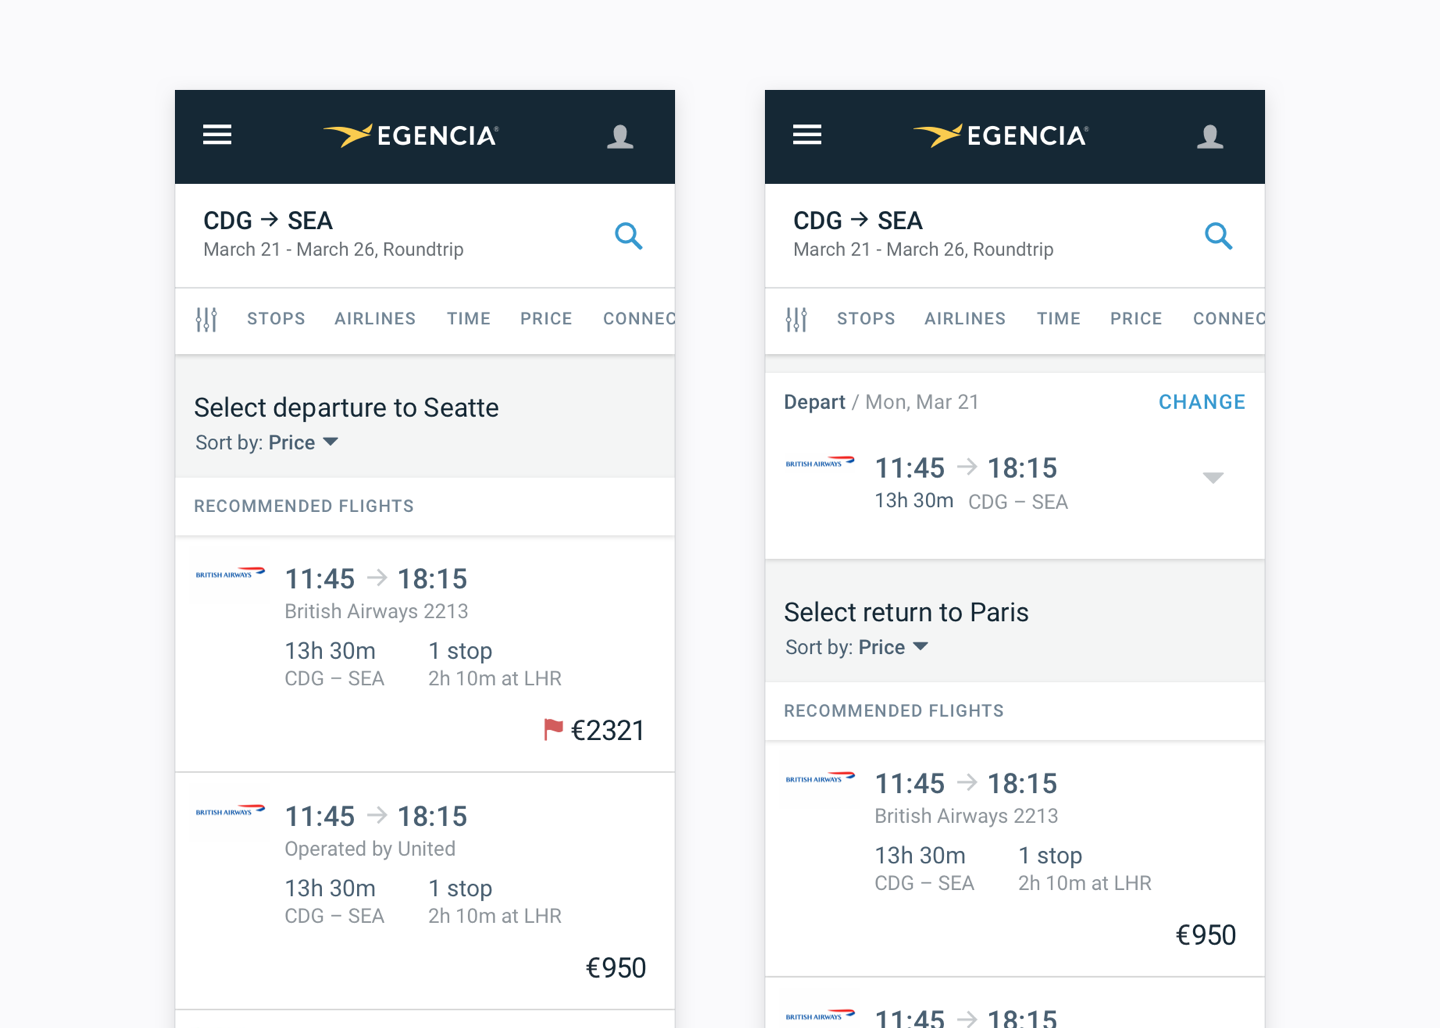 EGENCIA®
CDG → SEA
March 21 - March 26, Roundtrip
STOPS AIRLINES TIME PRICE CONNEC
Select departure to Seatte
Sort by: Price
RECOMMENDED FLIGHTS
BRITISH AIRWAYS
11:45 → 18:15
British Airways 2213
13h 30m 1 stop
CDG – SEA 2h 10m at LHR
€2321
BRITISH AIRWAYS
11:45 → 18:15
Operated by United
13h 30m 1 stop
CDG – SEA 2h 10m at LHR
€950
EGENCIA®
CDG → SEA
March 21 - March 26, Roundtrip
STOPS AIRLINES TIME PRICE CONNEC
Depart / Mon, Mar 21 CHANGE
BRITISH AIRWAYS
11:45 → 18:15
13h 30m CDG – SEA
Select return to Paris
Sort by: Price
RECOMMENDED FLIGHTS
BRITISH AIRWAYS
11:45 → 18:15
British Airways 2213
13h 30m 1 stop
CDG – SEA 2h 10m at LHR
€950
BRITISH AIRWAYS
11:45 → 18:15